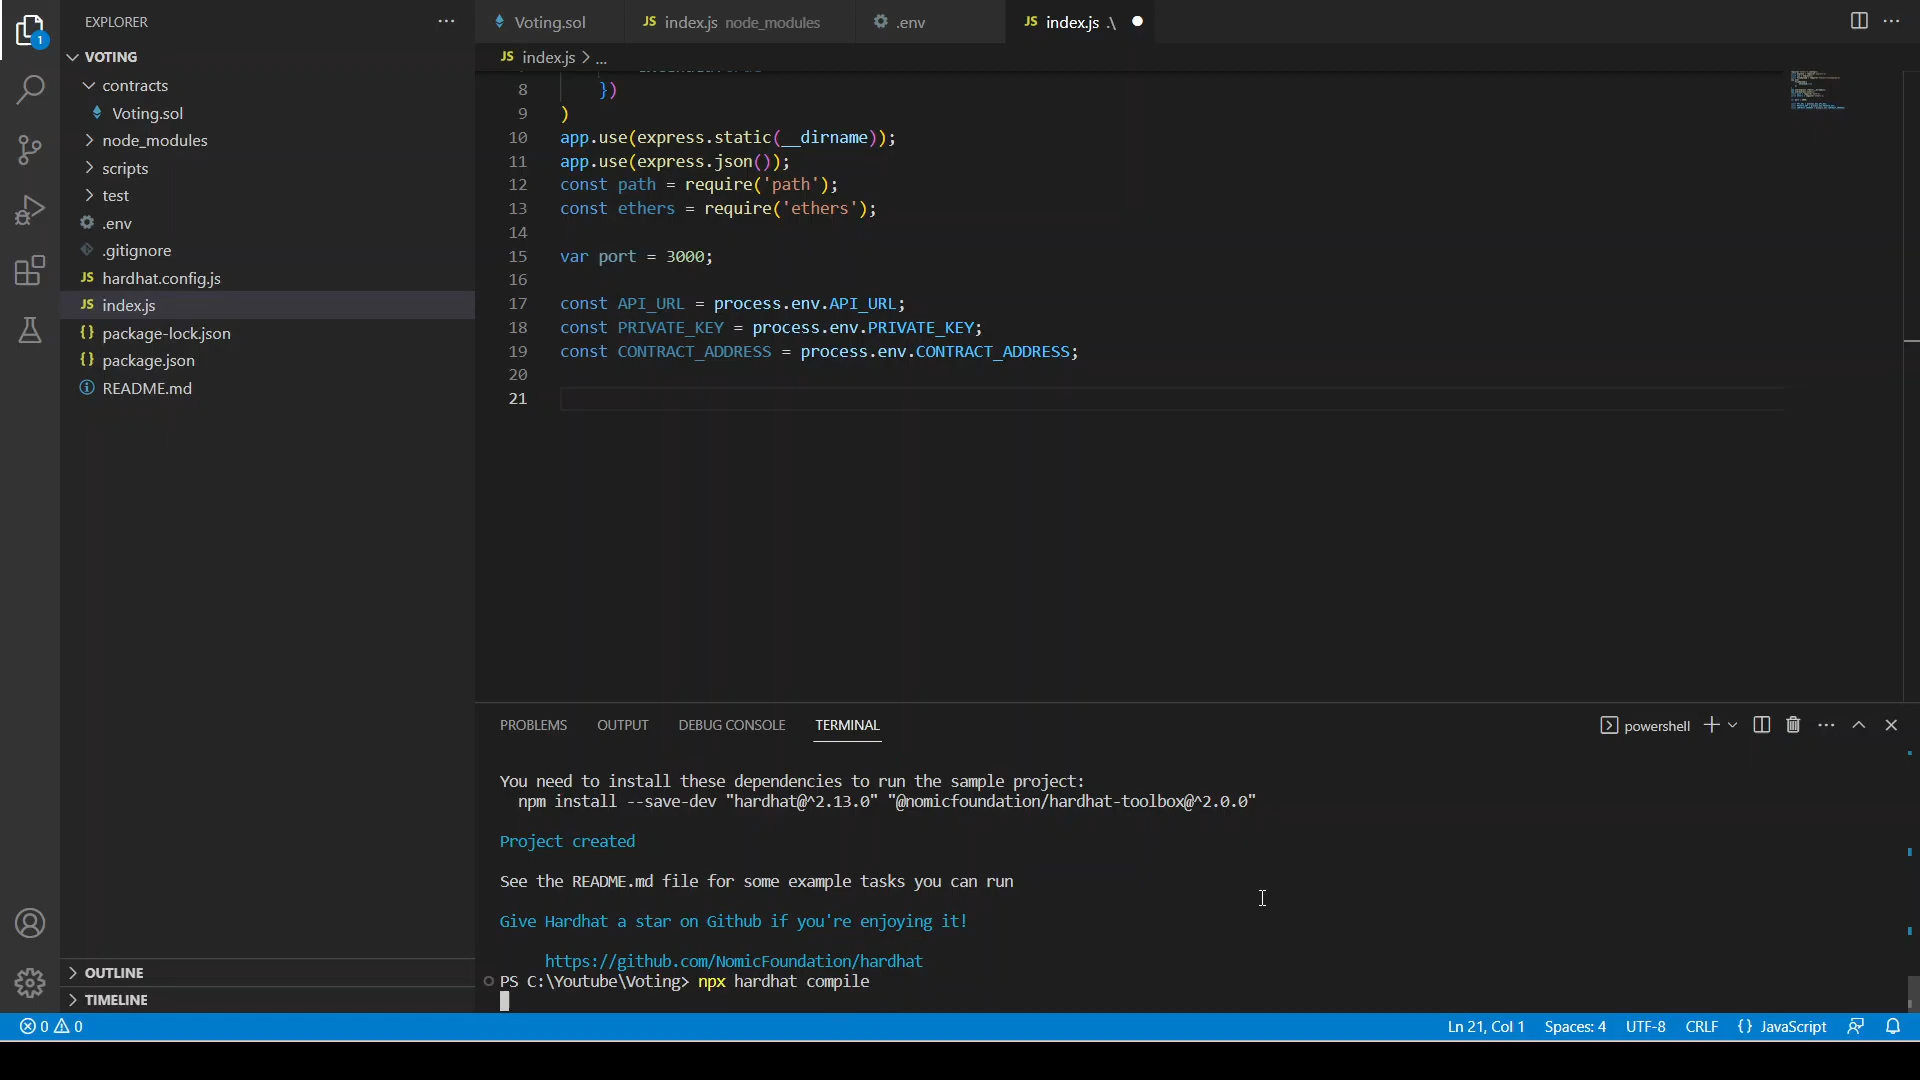 EXPLORER
VOTING
contracts
Voting.sol
node_modules
scripts
test
.env
.gitignore
JS hardhat.config.js
JS index.js
{} package-lock.json
{} package.json
README.md
OUTLINE
TIMELINE
1
Voting.sol
JS index.js node_modules
.env
JS index.js .\
JS index.js > ...
8 })
9 )
10 app.use(express.static(__dirname));
11 app.use(express.json());
12 const path = require('path');
13 const ethers = require('ethers');
14
15 var port = 3000;
16
17 const API_URL = process.env.API_URL;
18 const PRIVATE_KEY = process.env.PRIVATE_KEY;
19 const CONTRACT_ADDRESS = process.env.CONTRACT_ADDRESS;
20
21
PROBLEMS OUTPUT DEBUG CONSOLE TERMINAL
powershell
You need to install these dependencies to run the sample project:
npm install --save-dev "hardhat@^2.13.0" "@nomicfoundation/hardhat-toolbox@^2.0.0"
Project created
See the README.md file for some example tasks you can run
Give Hardhat a star on Github if you're enjoying it!
https://github.com/NomicFoundation/hardhat
PS C:\Youtube\Voting> npx hardhat compile
0 0
Ln 21, Col 1 Spaces: 4 UTF-8 CRLF {} JavaScript